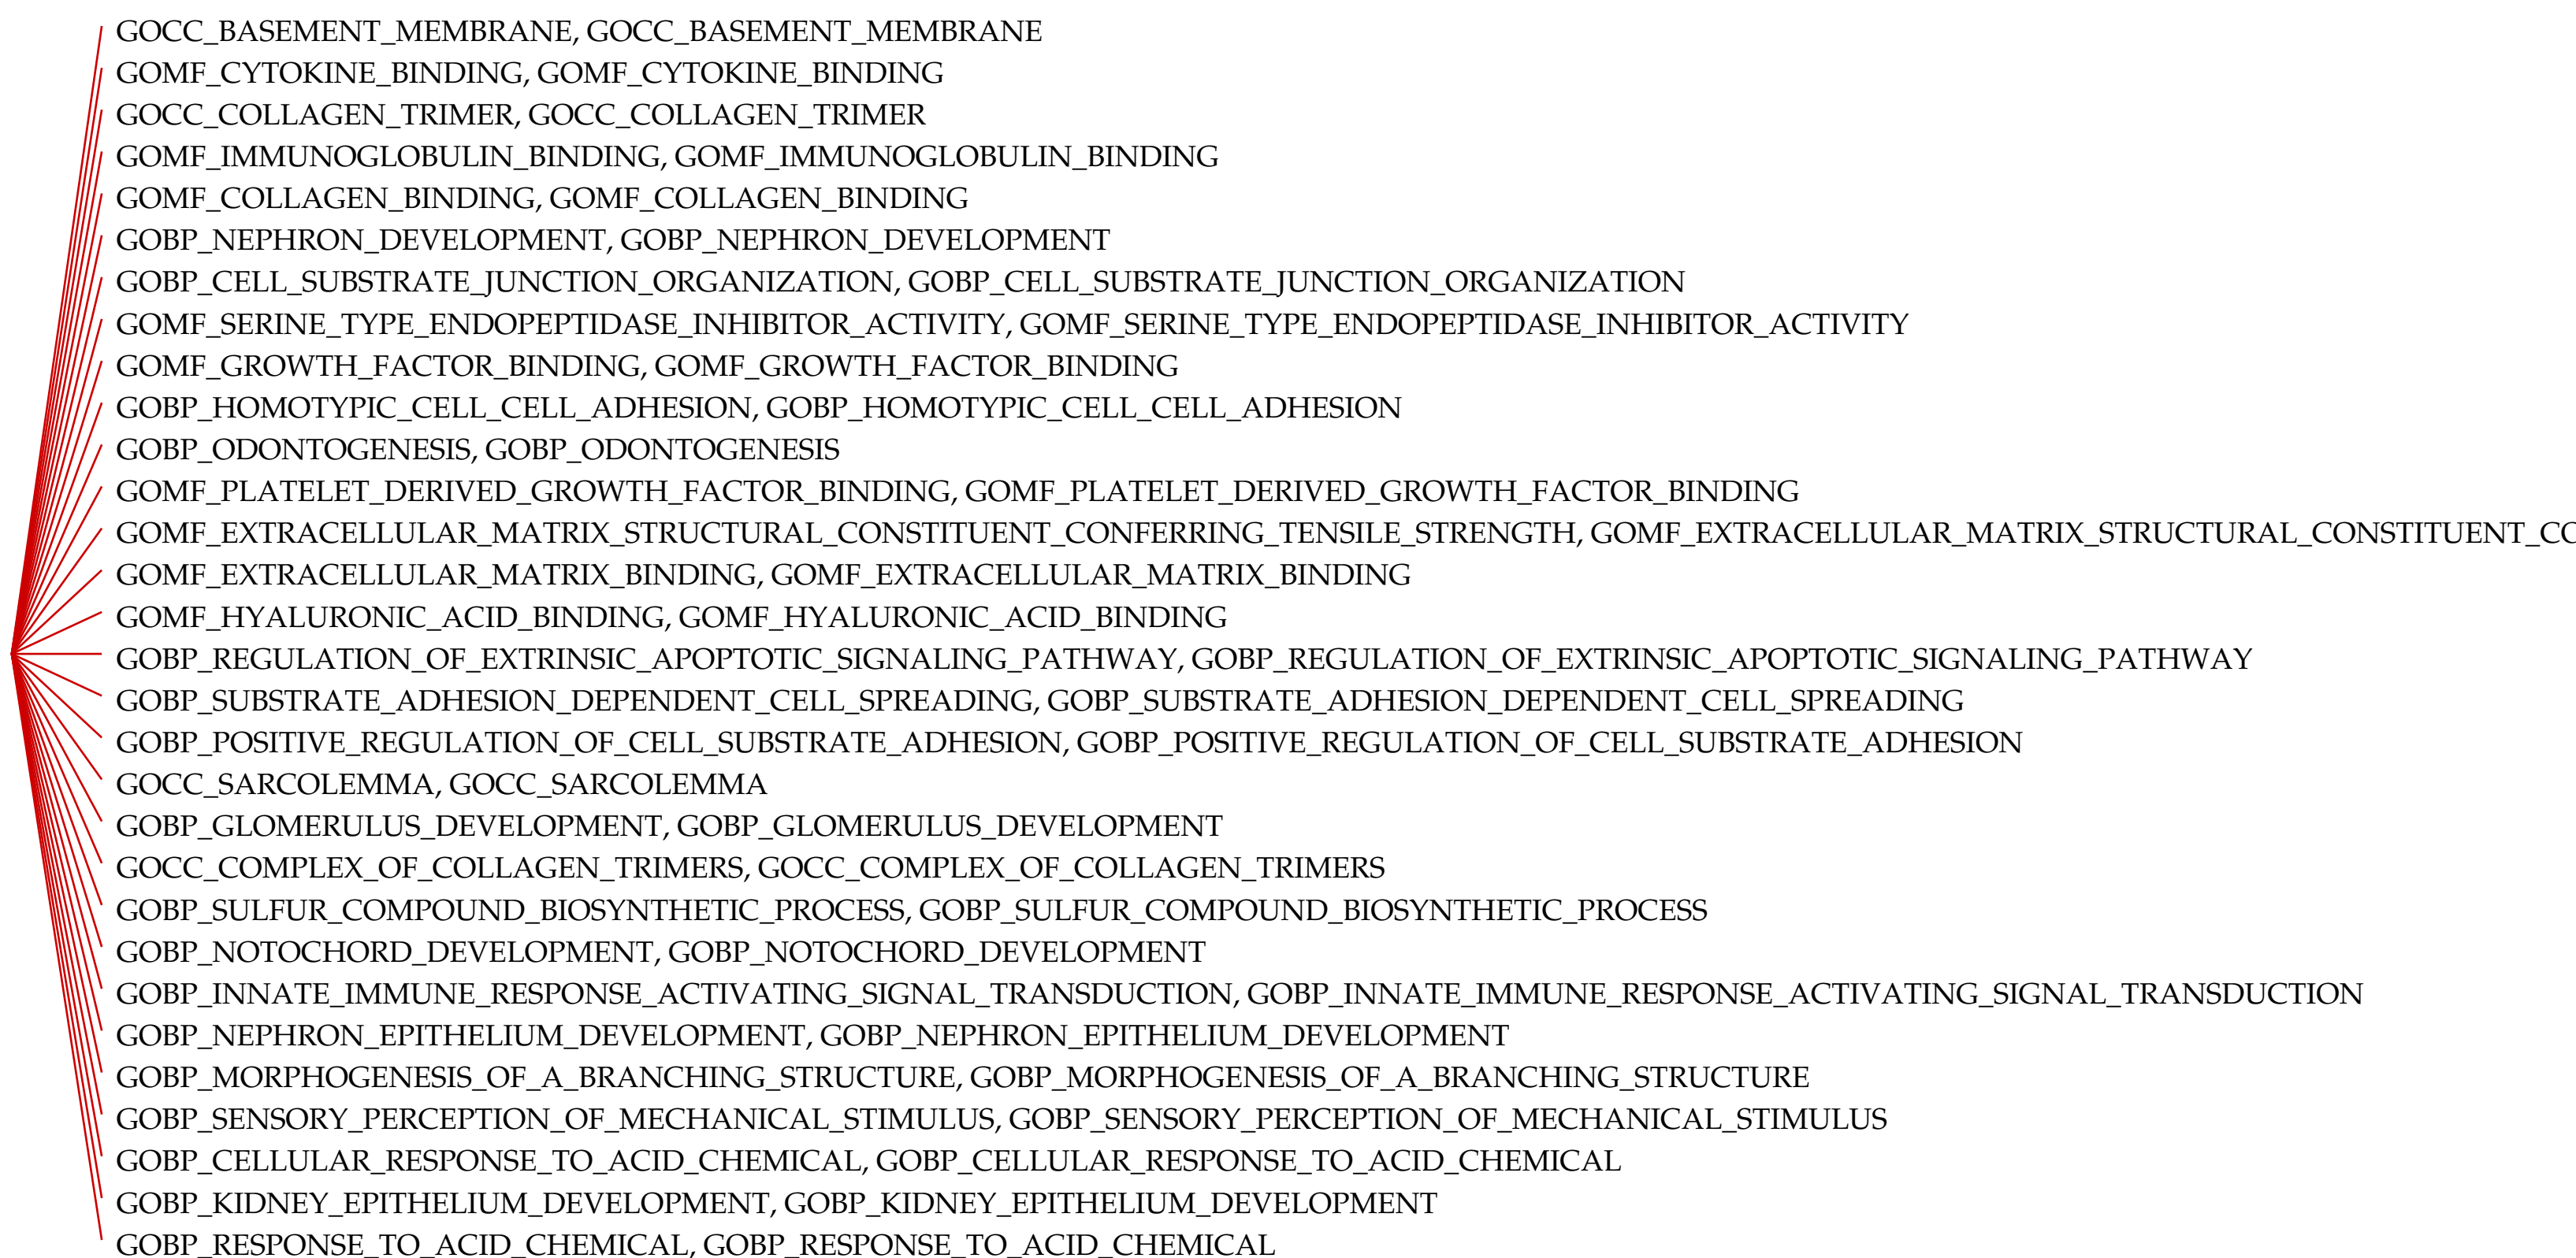 GOCC_BASEMENT_MEMBRANE, GOCC_BASEMENT_MEMBRANE
GOMF_CYTOKINE_BINDING, GOMF_CYTOKINE_BINDING
GOCC_COLLAGEN_TRIMER, GOCC_COLLAGEN_TRIMER
GOMF_IMMUNOGLOBULIN_BINDING, GOMF_IMMUNOGLOBULIN_BINDING
GOMF_COLLAGEN_BINDING, GOMF_COLLAGEN_BINDING
GOBP_NEPHRON_DEVELOPMENT, GOBP_NEPHRON_DEVELOPMENT
GOBP_CELL_SUBSTRATE_JUNCTION_ORGANIZATION, GOBP_CELL_SUBSTRATE_JUNCTION_ORGANIZATION
GOMF_SERINE_TYPE_ENDOPEPTIDASE_INHIBITOR_ACTIVITY, GOMF_SERINE_TYPE_ENDOPEPTIDASE_INHIBITOR_ACTIVITY
GOMF_GROWTH_FACTOR_BINDING, GOMF_GROWTH_FACTOR_BINDING
GOBP_HOMOTYPIC_CELL_CELL_ADHESION, GOBP_HOMOTYPIC_CELL_CELL_ADHESION
GOBP_ODONTOGENESIS, GOBP_ODONTOGENESIS
GOMF_PLATELET_DERIVED_GROWTH_FACTOR_BINDING, GOMF_PLATELET_DERIVED_GROWTH_FACTOR_BINDING
GOMF_EXTRACELLULAR_MATRIX_STRUCTURAL_CONSTITUENT_CONFERRING_TENSILE_STRENGTH, GOMF_EXTRACELLULAR_MATRIX_STRUCTURAL_CONSTITUENT_CO
GOMF_EXTRACELLULAR_MATRIX_BINDING, GOMF_EXTRACELLULAR_MATRIX_BINDING
GOMF_HYALURONIC_ACID_BINDING, GOMF_HYALURONIC_ACID_BINDING
GOBP_REGULATION_OF_EXTRINSIC_APOPTOTIC_SIGNALING_PATHWAY, GOBP_REGULATION_OF_EXTRINSIC_APOPTOTIC_SIGNALING_PATHWAY
GOBP_SUBSTRATE_ADHESION_DEPENDENT_CELL_SPREADING, GOBP_SUBSTRATE_ADHESION_DEPENDENT_CELL_SPREADING
GOBP_POSITIVE_REGULATION_OF_CELL_SUBSTRATE_ADHESION, GOBP_POSITIVE_REGULATION_OF_CELL_SUBSTRATE_ADHESION
GOCC_SARCOLEMMA, GOCC_SARCOLEMMA
GOBP_GLOMERULUS_DEVELOPMENT, GOBP_GLOMERULUS_DEVELOPMENT
GOCC_COMPLEX_OF_COLLAGEN_TRIMERS, GOCC_COMPLEX_OF_COLLAGEN_TRIMERS
GOBP_SULFUR_COMPOUND_BIOSYNTHETIC_PROCESS, GOBP_SULFUR_COMPOUND_BIOSYNTHETIC_PROCESS
GOBP_NOTOCHORD_DEVELOPMENT, GOBP_NOTOCHORD_DEVELOPMENT
GOBP_INNATE_IMMUNE_RESPONSE_ACTIVATING_SIGNAL_TRANSDUCTION, GOBP_INNATE_IMMUNE_RESPONSE_ACTIVATING_SIGNAL_TRANSDUCTION
GOBP_NEPHRON_EPITHELIUM_DEVELOPMENT, GOBP_NEPHRON_EPITHELIUM_DEVELOPMENT
GOBP_MORPHOGENESIS_OF_A_BRANCHING_STRUCTURE, GOBP_MORPHOGENESIS_OF_A_BRANCHING_STRUCTURE
GOBP_SENSORY_PERCEPTION_OF_MECHANICAL_STIMULUS, GOBP_SENSORY_PERCEPTION_OF_MECHANICAL_STIMULUS
GOBP_CELLULAR_RESPONSE_TO_ACID_CHEMICAL, GOBP_CELLULAR_RESPONSE_TO_ACID_CHEMICAL
GOBP_KIDNEY_EPITHELIUM_DEVELOPMENT, GOBP_KIDNEY_EPITHELIUM_DEVELOPMENT
GOBP_RESPONSE_TO_ACID_CHEMICAL, GOBP_RESPONSE_TO_ACID_CHEMICAL